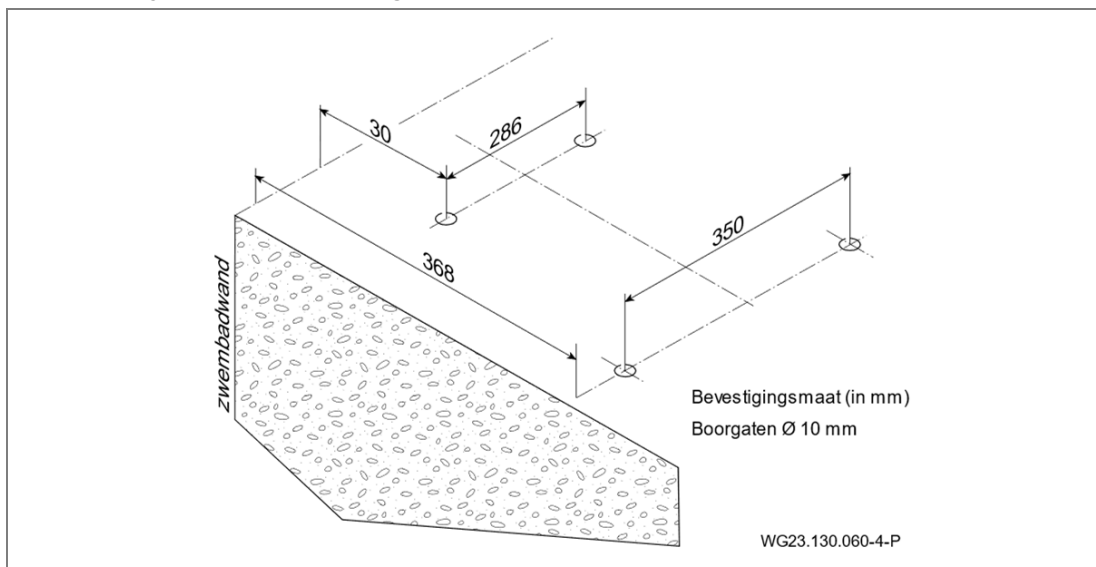 30
286
350
368
zwembadwand
Bevestigingsmaat (in mm)
Boorgaten Ø 10 mm
WG23.130.060-4-P